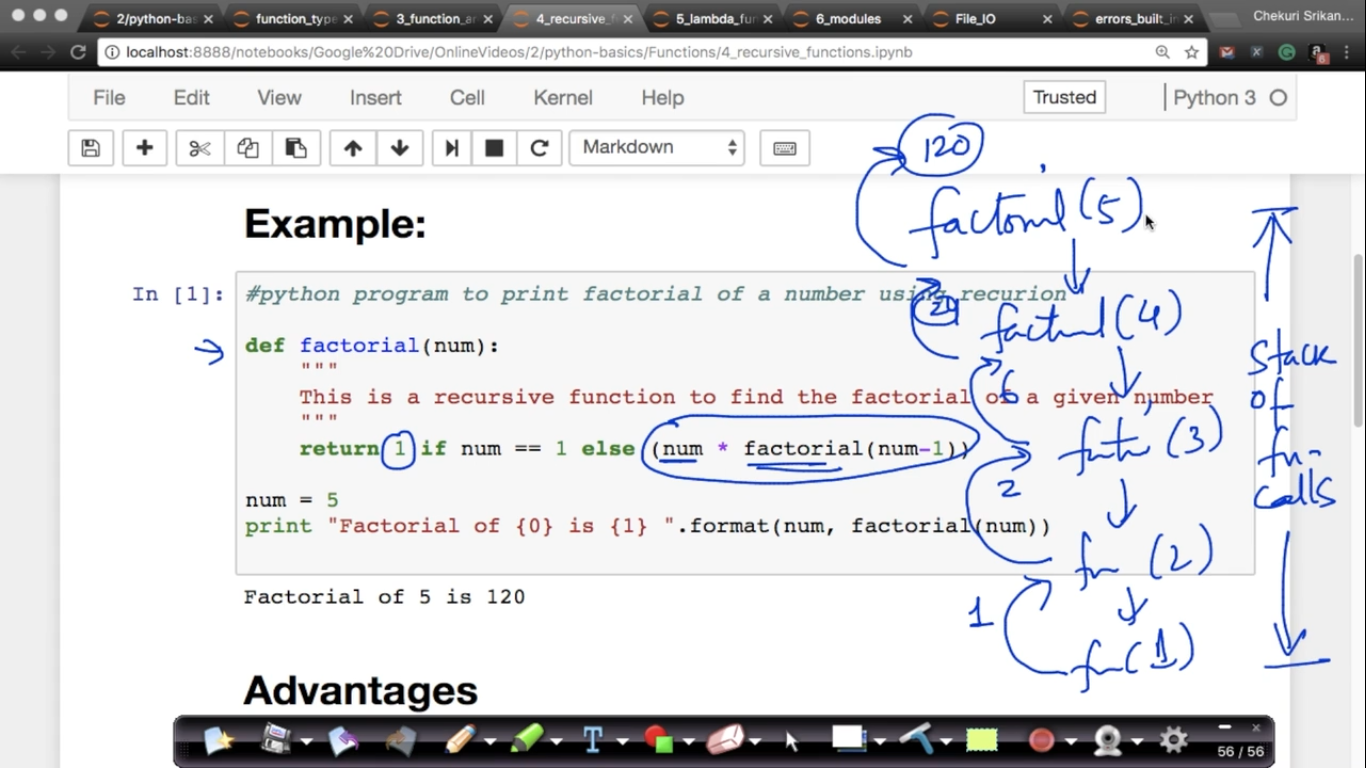 2/python-bas
function_type
3_function_ar
4_recursive_f
5_lambda_fun
6_modules
File_IO
errors_built_in
Chekuri Srikan...
localhost:8888/notebooks/Google%20Drive/OnlineVideos/2/python-basics/Functions/4_recursive_functions.ipynb
File Edit View Insert Cell Kernel Help
Trusted
Python 3
Markdown
120
factorial(5)
Example:
In [1]:
#python program to print factorial of a number using recurion
24
factorial(4)
def factorial(num):
"""
Stack
This is a recursive function to find the factorial of a given number
6
of
"""
(3)
fn-
return 1 if num == 1 else (num * factorial(num-1))
calls
2
num = 5
print "Factorial of {0} is {1} ".format(num, factorial(num))
fn (2)
Factorial of 5 is 120
1
fn(1)
Advantages
T
56 / 56